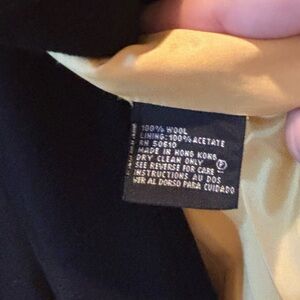 100% WOOL
LINING: 100% ACETATE
RN 50610
MADE IN HONG KONG
DRY CLEAN ONLY Ⓟ
SEE REVERSE FOR CARE
INSTRUCTIONS AU DOS
VER AL DORSO PARA CUIDADO